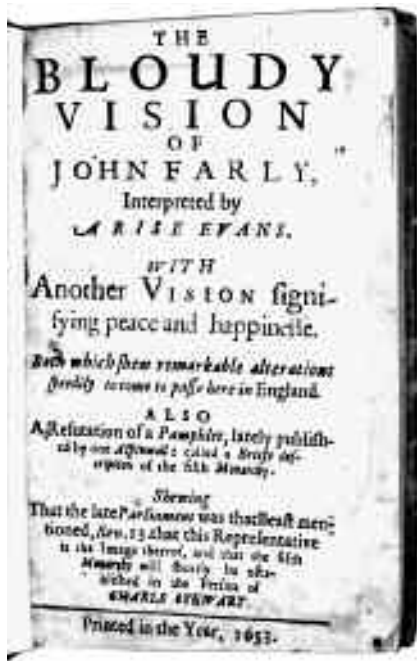 THE
BLOUDY
VISION
OF
JOHN FARLY,
Interpreted by
ARISE EVANS.
WITH
Another VISION signi-
fying peace and happinesse.
Both which shew remarkable alterations
speedily to come to passe here in England.
ALSO
A Refutation of a Pamphlet, lately publish-
ed by one Aspinwall: called a Briefe des-
cription of the fifth Monarchy.
Shewing
That the late Parliament was that Beast men-
tioned, Rev. 13. that this Representative
is the Image thereof, and that the fifth
Monarchy will shortly be esta-
blished in the Person of
CHARLS STEWART.
Printed in the Year, 1653.